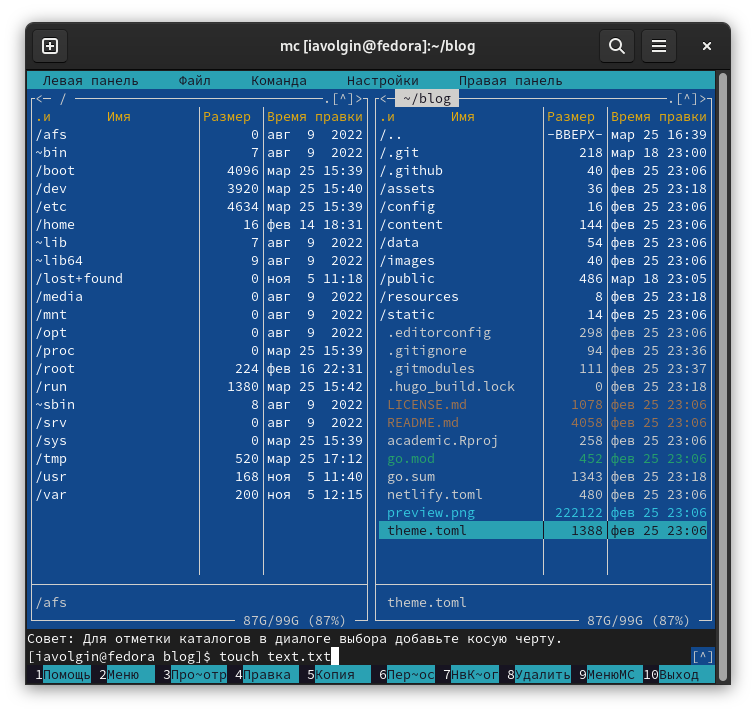 mc [iavolgin@fedora]:~/blog
Левая панель Файл Команда Настройки Правая панель
<─ / .[^]> <─ ~/blog .[^]>
.и Имя Размер Время правки .и Имя Размер Время правки
/afs 0 авг 9 2022 /.. -ВВЕРХ- мар 25 16:39
~bin 7 авг 9 2022 /.git 218 мар 18 23:00
/boot 4096 мар 25 15:39 /.github 40 фев 25 23:06
/dev 3920 мар 25 15:40 /assets 36 фев 25 23:18
/etc 4634 мар 25 15:39 /config 16 фев 25 23:06
/home 16 фев 14 18:31 /content 144 фев 25 23:06
~lib 7 авг 9 2022 /data 54 фев 25 23:06
~lib64 9 авг 9 2022 /images 40 фев 25 23:06
/lost+found 0 ноя 5 11:18 /public 486 мар 18 23:05
/media 0 авг 9 2022 /resources 8 фев 25 23:18
/mnt 0 авг 9 2022 /static 14 фев 25 23:06
/opt 0 авг 9 2022 .editorconfig 298 фев 25 23:06
/proc 0 мар 25 15:39 .gitignore 94 фев 25 23:36
/root 224 фев 16 22:31 .gitmodules 111 фев 25 23:37
/run 1380 мар 25 15:42 .hugo_build.lock 0 фев 25 23:18
~sbin 8 авг 9 2022 LICENSE.md 1078 фев 25 23:06
/srv 0 авг 9 2022 README.md 4058 фев 25 23:06
/sys 0 мар 25 15:39 academic.Rproj 258 фев 25 23:06
/tmp 520 мар 25 17:12 go.mod 452 фев 25 23:06
/usr 168 ноя 5 11:40 go.sum 1343 фев 25 23:18
/var 200 ноя 5 12:15 netlify.toml 480 фев 25 23:06
preview.png 222122 фев 25 23:06
theme.toml 1388 фев 25 23:06
/afs theme.toml
87G/99G (87%) 87G/99G (87%)
Совет: Для отметки каталогов в диалоге выбора добавьте косую черту.
[iavolgin@fedora blog]$ touch text.txt [^]
1Помощь 2Меню 3Про~отр 4Правка 5Копия 6Пер~ос 7НвК~ог 8Удалить 9МенюМС 10Выход